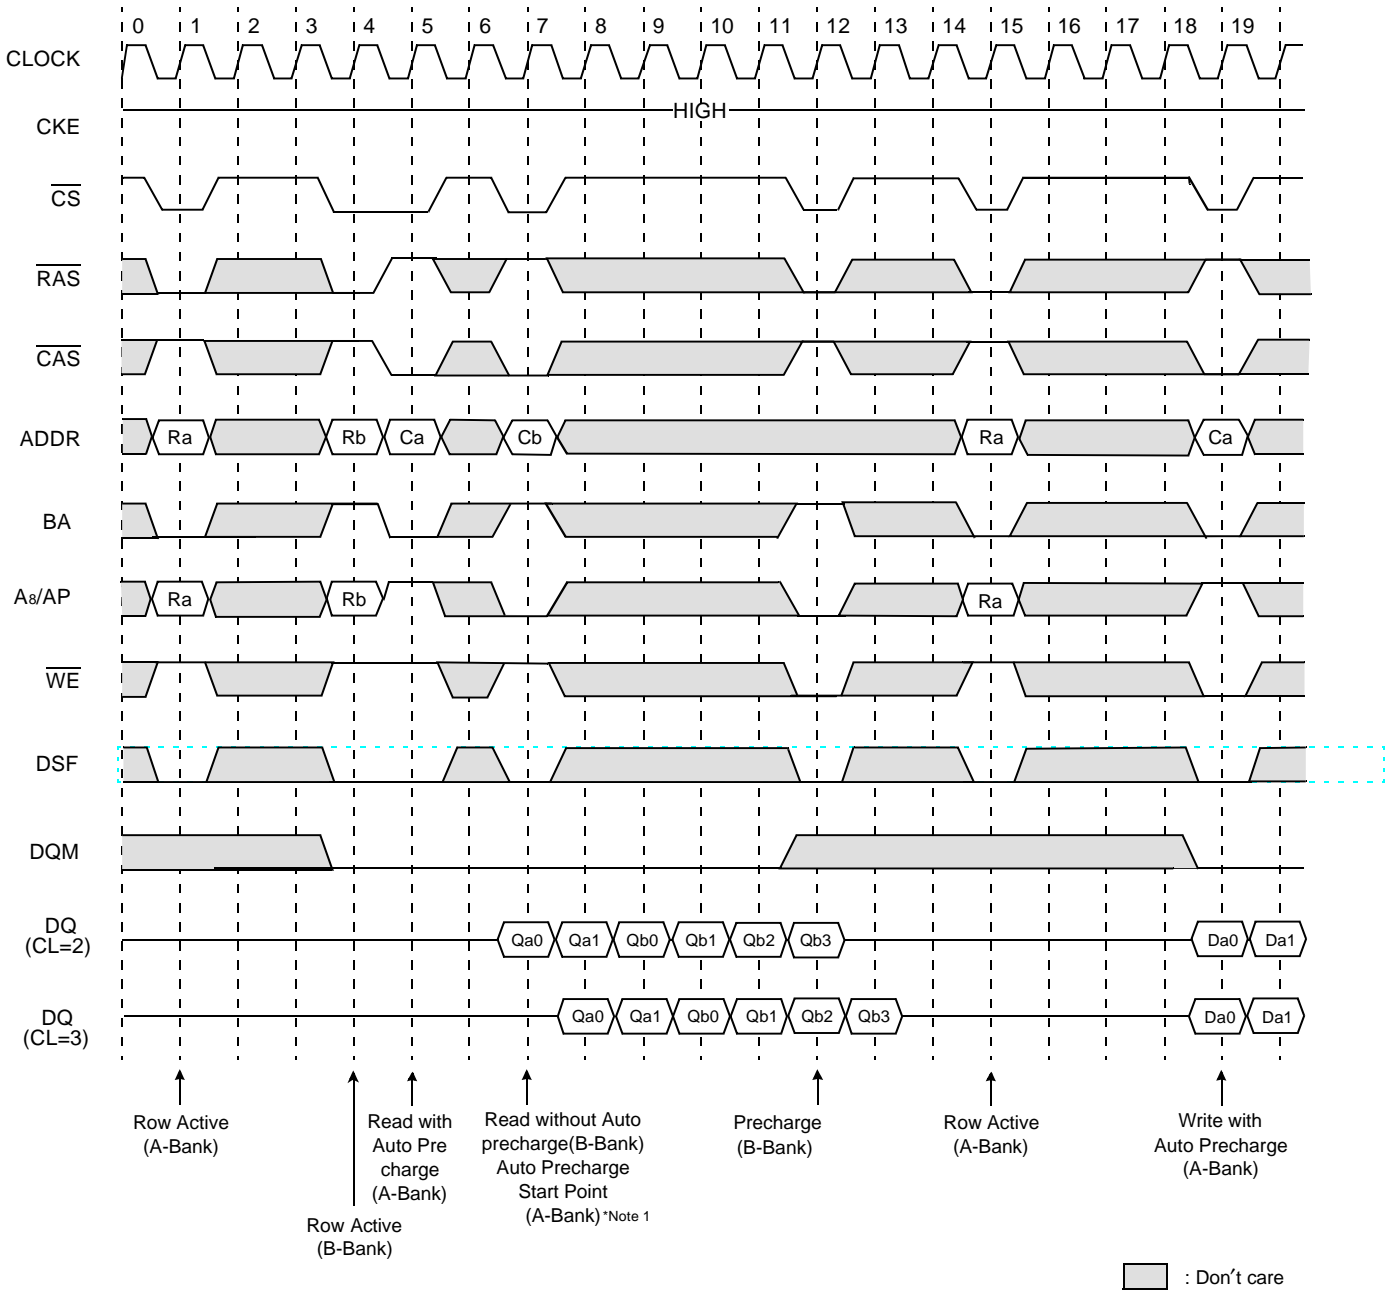 0 1 2 3 4 5 6 7 8 9 10 11 12 13 14 15 16 17 18 19
CLOCK
HIGH
CKE
CS
RAS
CAS
ADDR Ra Rb Ca Cb Ra Ca
BA
A8/AP Ra Rb Ra
WE
DSF
DQM
DQ
(CL=2) Qa0 Qa1 Qb0 Qb1 Qb2 Qb3 Da0 Da1
DQ
(CL=3) Qa0 Qa1 Qb0 Qb1 Qb2 Qb3 Da0 Da1
Row Active
(A-Bank)
Row Active
(B-Bank)
Read with
Auto Pre
charge
(A-Bank)
Read without Auto
precharge(B-Bank)
Auto Precharge
Start Point
(A-Bank) *Note 1
Precharge
(B-Bank)
Row Active
(A-Bank)
Write with
Auto Precharge
(A-Bank)
: Don′t care